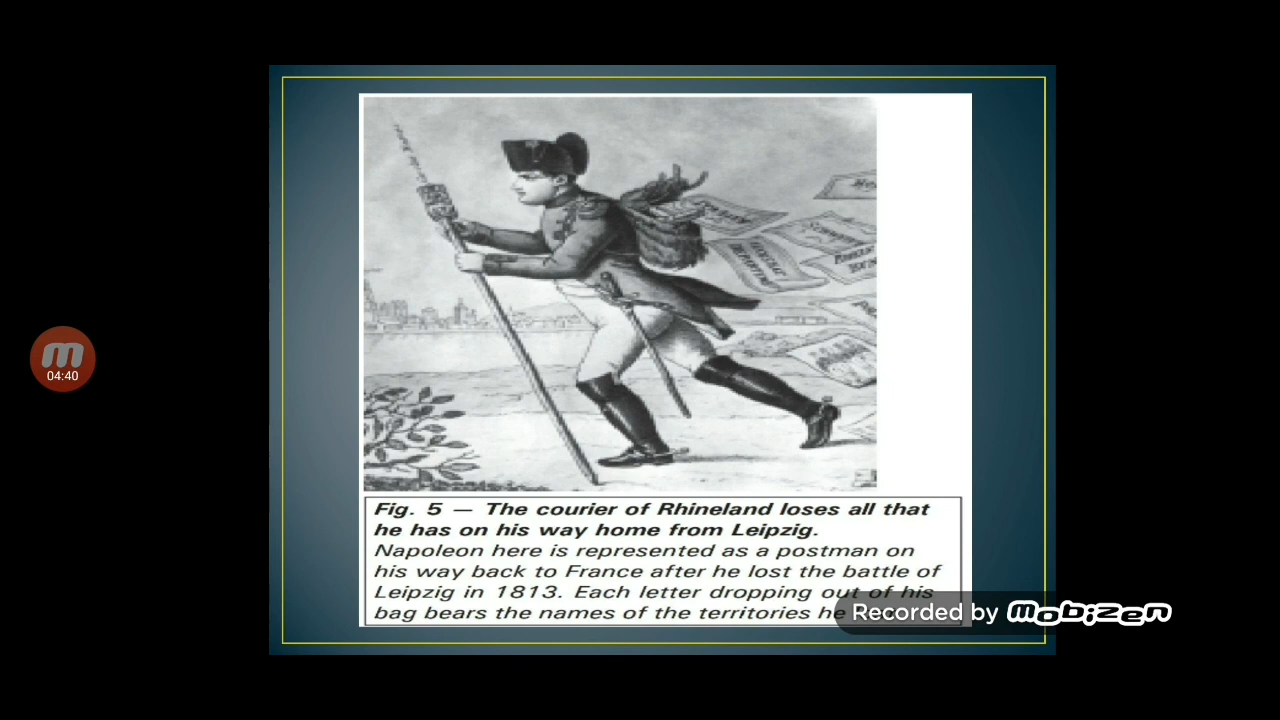 Fig. 5 — The courier of Rhineland loses all that
he has on his way home from Leipzig.
Napoleon here is represented as a postman on
his way back to France after he lost the battle of
Leipzig in 1813. Each letter dropping out of his
bag bears the names of the territories he
Recorded by mobizen
04:40